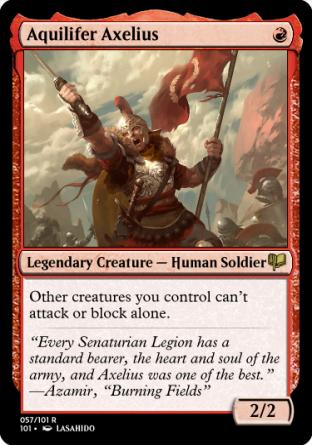 Aquilifer Axelius
Legendary Creature — Human Soldier
Other creatures you control can't
attack or block alone.
"Every Senaturian Legion has a
standard bearer, the heart and soul of the
army, and Axelius was one of the best."
—Azamir, "Burning Fields"
2/2
057/101 R
101 • LASAHIDO